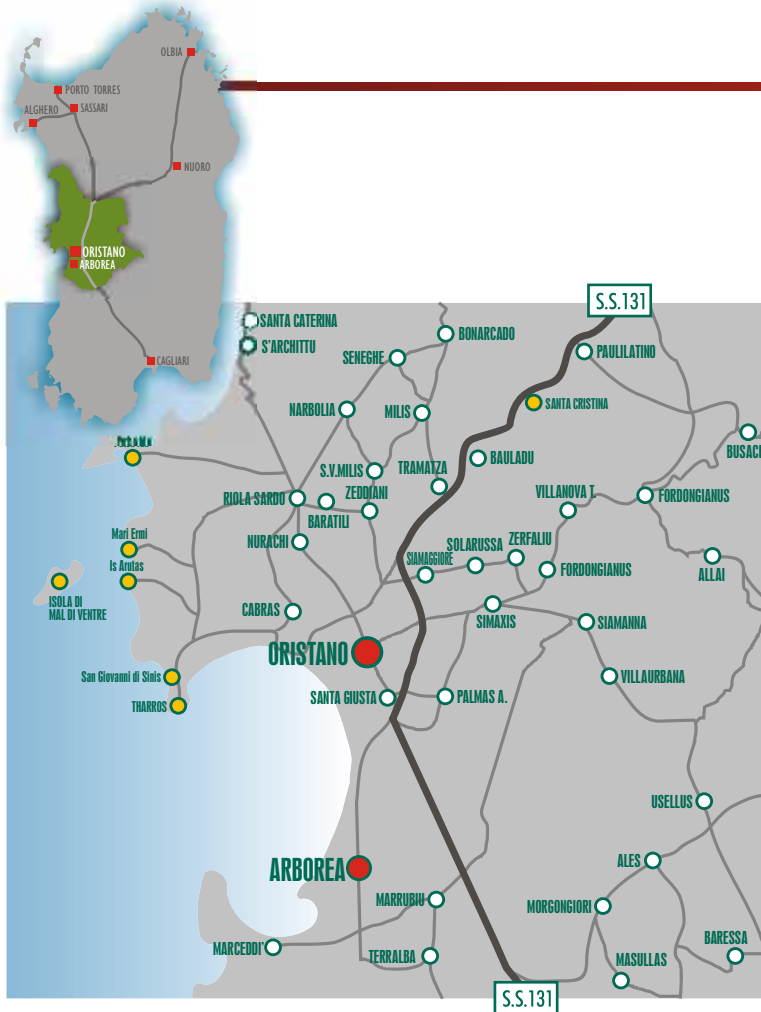 OLBIA
PORTO TORRES
ALGHERO
SASSARI
NUORO
ORISTANO
ARBOREA
CAGLIARI
S.S.131
SANTA CATERINA
S'ARCHITTU
BONARCADO
SENEGHE
PAULILATINO
NARBOLIA
MILIS
SANTA CRISTINA
BUSACH
S.V.MILIS
TRAMATZA
BAULADU
RIOLA SARDO
ZEDDIANI
BARATILI
VILLANOVA T.
FORDONGIANUS
Mari Ermi
NURACHI
Is Arutas
SIAMAGGIORE
SOLARUSSA
ZERFALIU
FORDONGIANUS
ALLAI
ISOLA DI
MAL DI VENTRE
CABRAS
SIMAXIS
SIAMANNA
ORISTANO
San Giovanni di Sinis
VILLAURBANA
THARROS
SANTA GIUSTA
PALMAS A.
USELLUS
ARBOREA
ALES
MARRUBIU
MORGONGIORI
MARCEDDI'
TERRALBA
BARESSA
MASULLAS
S.S.131